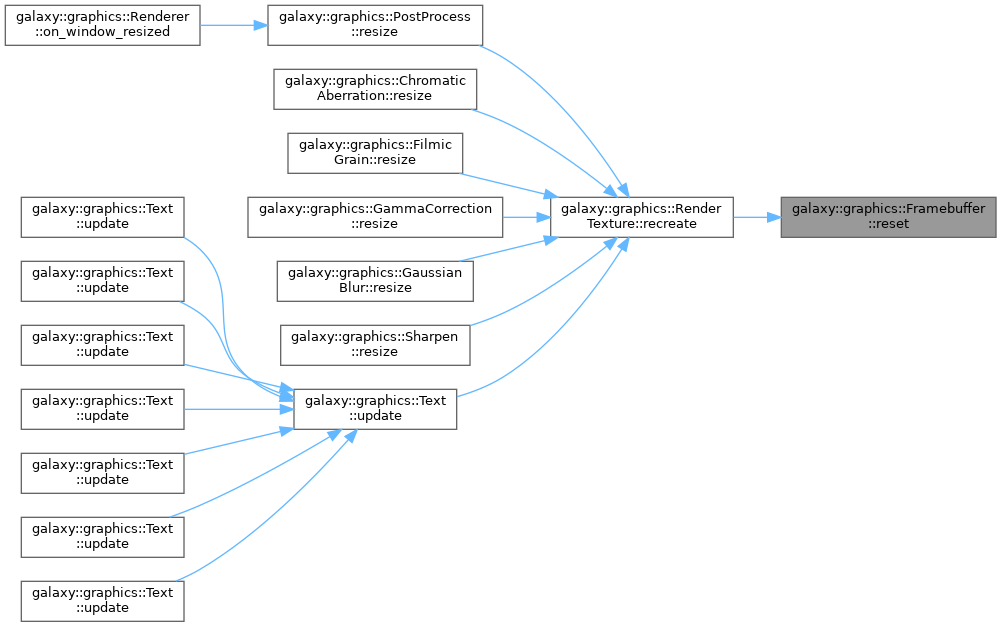 galaxy::graphics::Renderer
::on_window_resized
galaxy::graphics::PostProcess
::resize
galaxy::graphics::Chromatic
Aberration::resize
galaxy::graphics::Filmic
Grain::resize
galaxy::graphics::GammaCorrection
::resize
galaxy::graphics::Gaussian
Blur::resize
galaxy::graphics::Sharpen
::resize
galaxy::graphics::Text
::update
galaxy::graphics::Render
Texture::recreate
galaxy::graphics::Framebuffer
::reset
galaxy::graphics::Text
::update
galaxy::graphics::Text
::update
galaxy::graphics::Text
::update
galaxy::graphics::Text
::update
galaxy::graphics::Text
::update
galaxy::graphics::Text
::update
galaxy::graphics::Text
::update